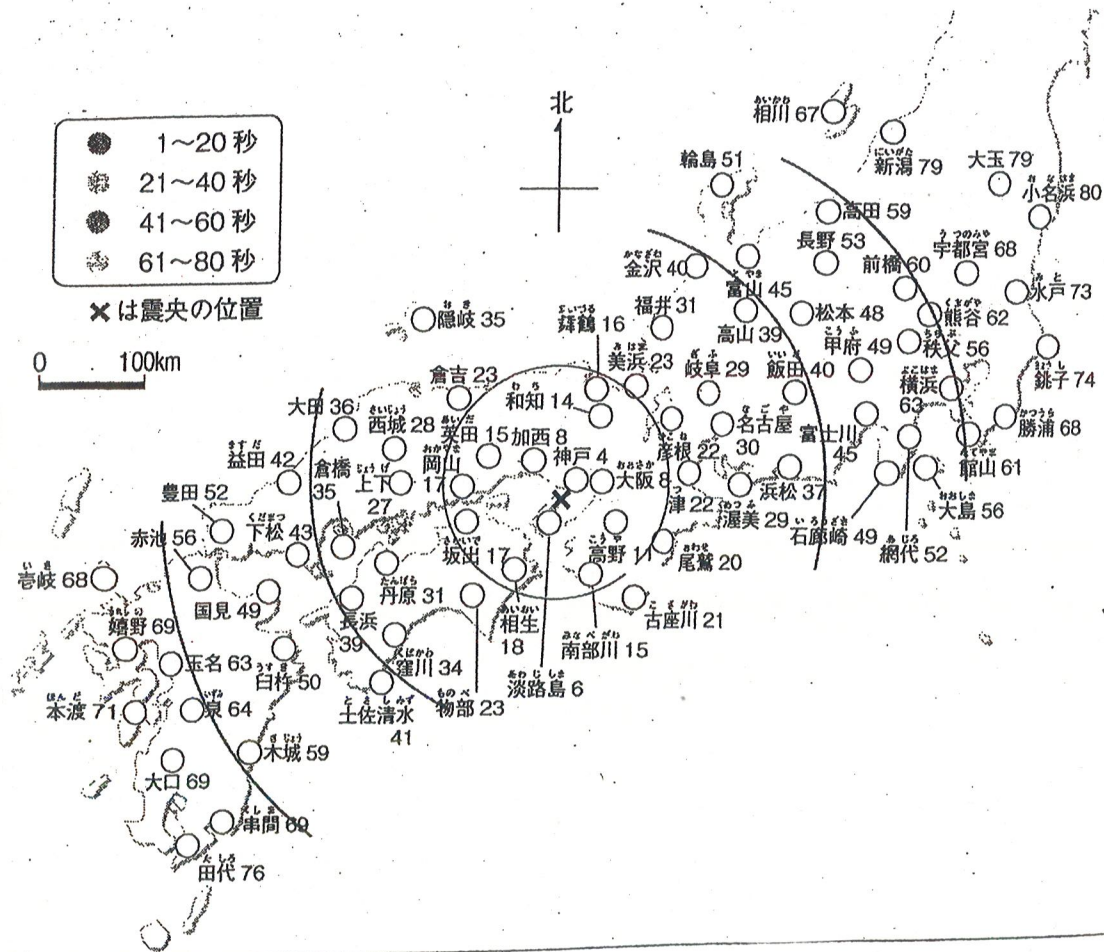 北
1～20秒
21～40秒
41～60秒
61～80秒
×は震央の位置
0 100km
相川 67
新潟 79
大玉 79
小名浜 80
輪島 51
高田 59
長野 53
宇都宮 68
前橋 60
金沢 40
富山 45
水戸 73
熊谷 62
福井 31
高山 39
松本 48
秩父 56
甲府 49
隠岐 35
舞鶴 16
美浜 23
岐阜 29
飯田 40
横浜 63
銚子 74
倉吉 23
和知 14
勝浦 68
大田 36
西城 28
英田 15
加西 8
彦根 22
名古屋 30
富士川 45
館山 61
益田 42
倉橋 35
上下 27
岡山 17
神戸 4
大阪 8
津 22
渥美 29
浜松 37
石廊崎 49
大島 56
網代 52
豊田 52
赤池 56
下松 43
坂出 17
高野 11
尾鷲 20
壱岐 68
国見 49
丹原 31
長浜 39
相生 18
南部川 15
古座川 21
嬉野 69
玉名 63
臼杵 50
窪川 34
淡路島 6
物部 23
土佐清水 41
本渡 71
泉 64
木城 59
大口 69
串間 69
田代 76